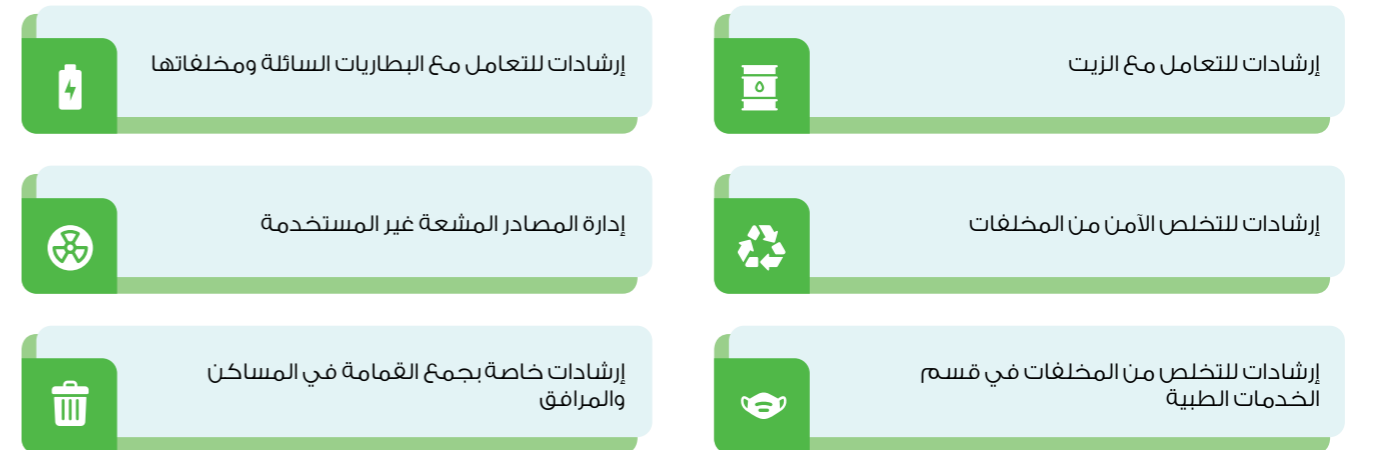 إرشادات للتعامل مع الزيت
إرشادات للتعامل مع البطاريات السائلة ومخلفاتها
إرشادات للتخلص الآمن من المخلفات
إدارة المصادر المشعة غير المستخدمة
إرشادات للتخلص من المخلفات في قسم
الخدمات الطبية
إرشادات خاصة بجمع القمامة في المساكن
والمرافق